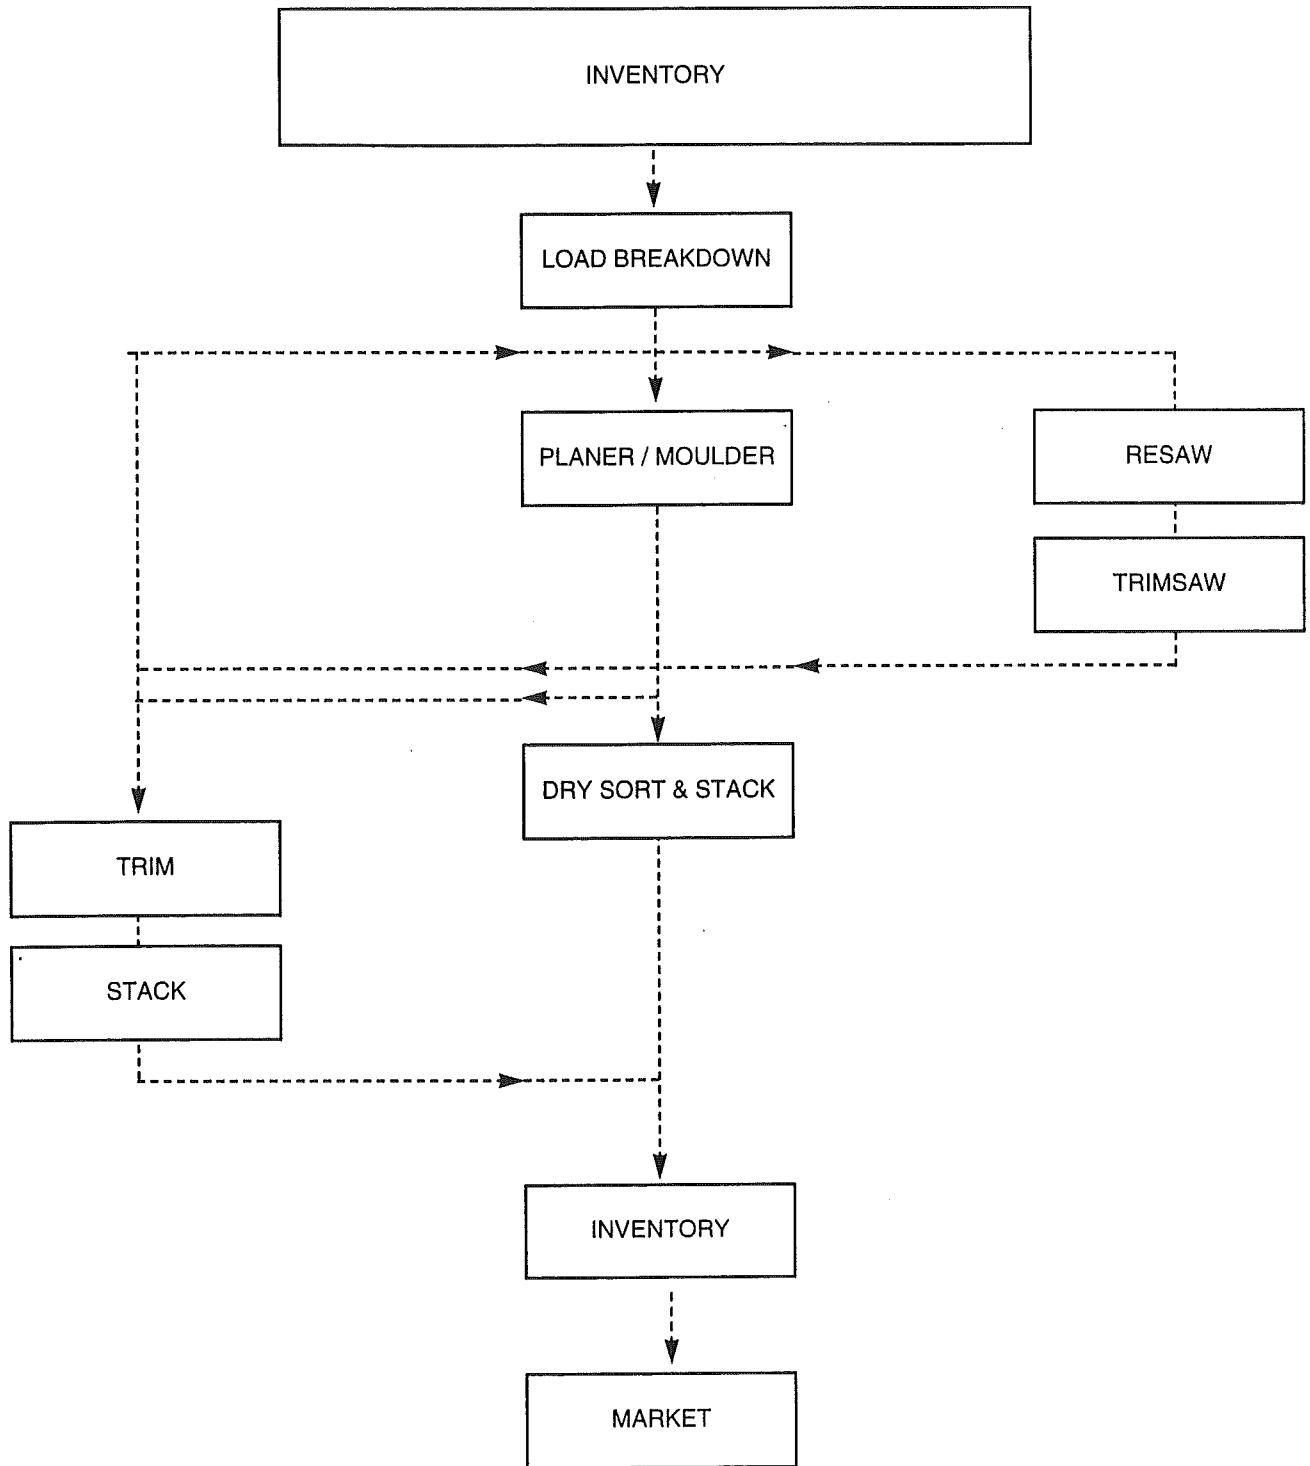 INVENTORY
LOAD BREAKDOWN
PLANER / MOULDER
RESAW
TRIMSAW
DRY SORT & STACK
TRIM
STACK
INVENTORY
MARKET